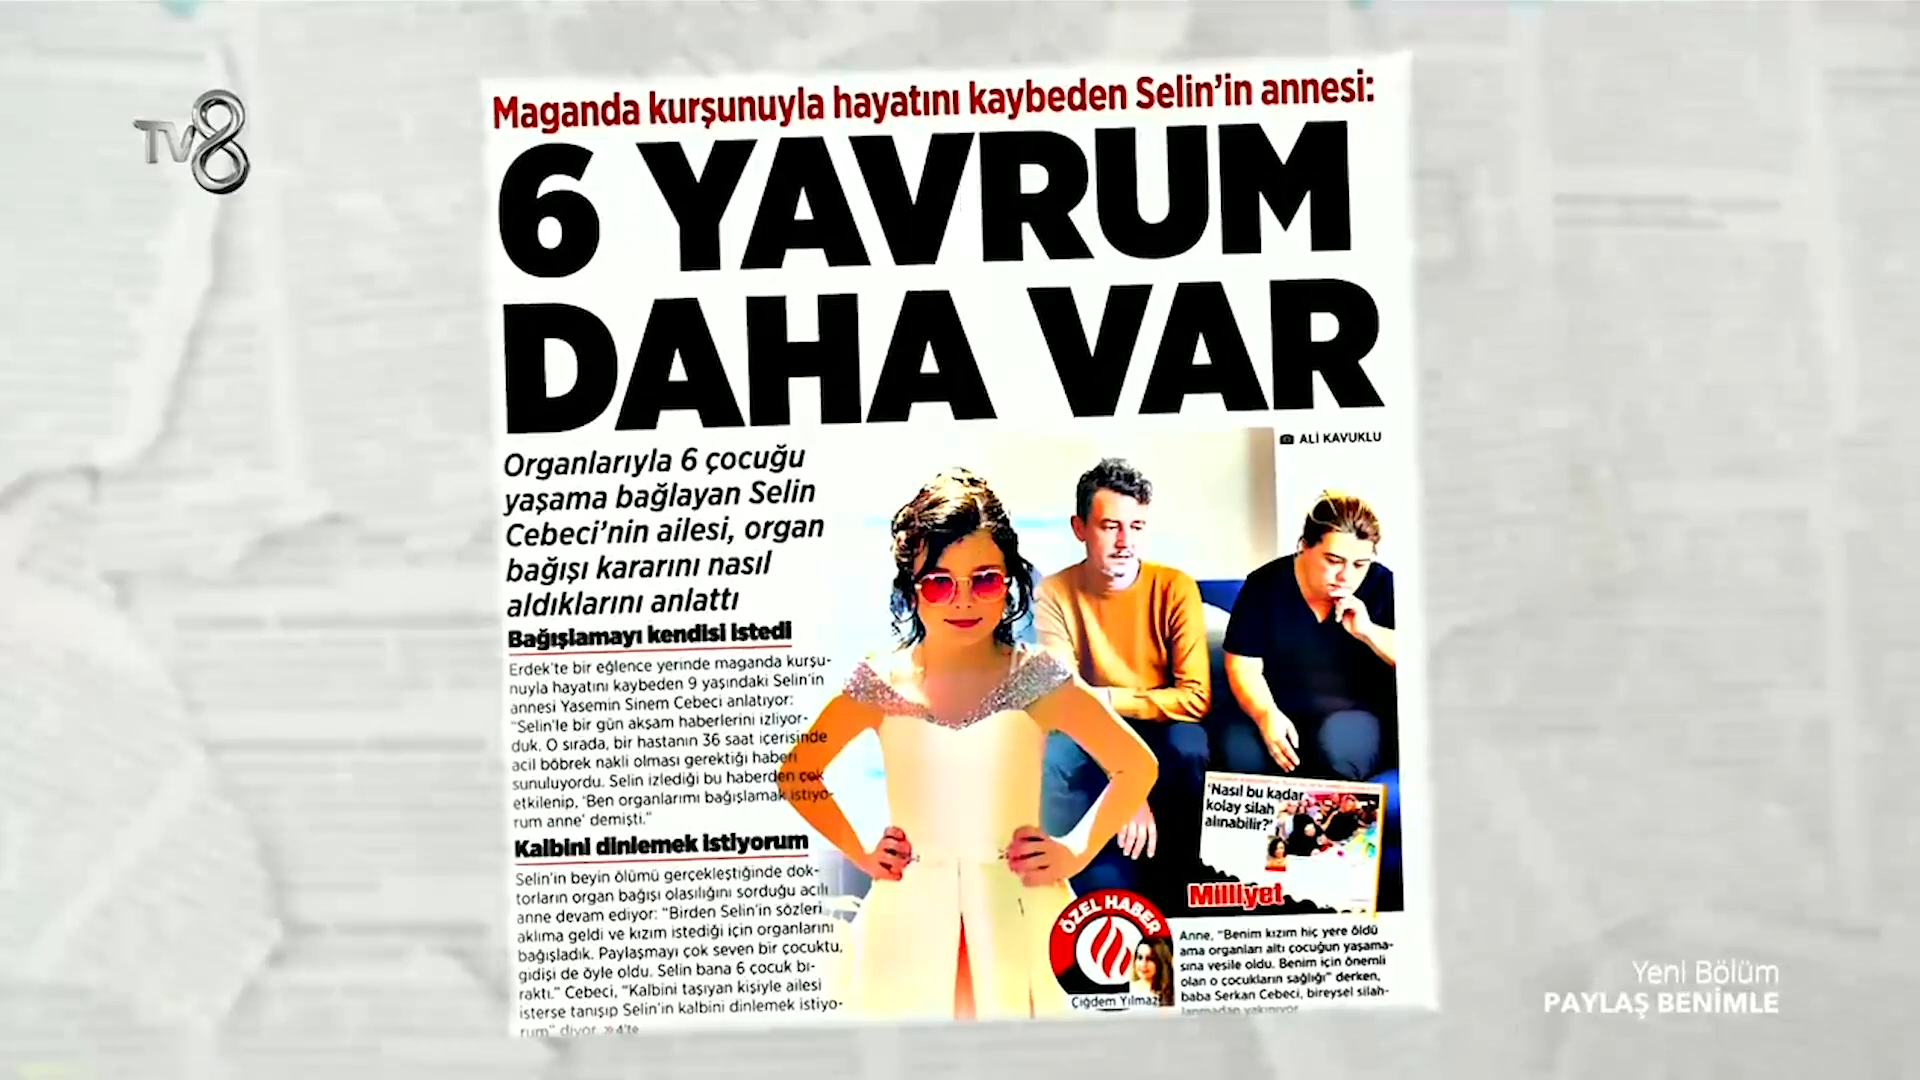 TV8
Maganda kurşunuyla hayatını kaybeden Selin'in annesi:
6 YAVRUM
DAHA VAR
ALİ KAVUKLU
Organlarıyla 6 çocuğu
yaşama bağlayan Selin
Cebeci'nin ailesi, organ
bağışı kararını nasıl
aldıklarını anlattı
Bağışlamayı kendisi istedi
Erdek'te bir eğlence yerinde maganda kurşu-
nuyla hayatını kaybeden 9 yaşındaki Selin'in
annesi Yasemin Sinem Cebeci anlatıyor:
"Selin'le bir gün akşam haberlerini izliyor-
duk. O sırada, bir hastanın 36 saat içerisinde
acil böbrek nakli olması gerektiği haberi
sunuluyordu. Selin izlediği bu haberden çok
etkilenip, 'Ben organlarımı bağışlamak istiyo-
rum anne' demişti."
Kalbini dinlemek istiyorum
Selin'in beyin ölümü gerçekleştiğinde dok-
torların organ bağışı olasılığını sorduğu acılı
anne devam ediyor: "Birden Selin'in sözleri
aklıma geldi ve kızım istediği için organlarını
bağışladık. Paylaşmayı çok seven bir çocuktu,
gidişi de öyle oldu. Selin bana 6 çocuk bı-
raktı." Cebeci, "Kalbini taşıyan kişiyle ailesi
isterse tanışıp Selin'in kalbini dinlemek istiyo-
rum" diyor. » 4'te
'Nasıl bu kadar
kolay silah
alınabilir?'
Milliyet
ÖZEL HABER
Çiğdem Yılmaz
Anne, "Benim kızım hiç yere öldü
ama organları altı çocuğun yaşama-
sına vesile oldu. Benim için önemli
olan o çocukların sağlığı" derken,
baba Serkan Cebeci, bireysel silah-
lanmadan yakınıyor.
Yeni Bölüm
PAYLAŞ BENİMLE